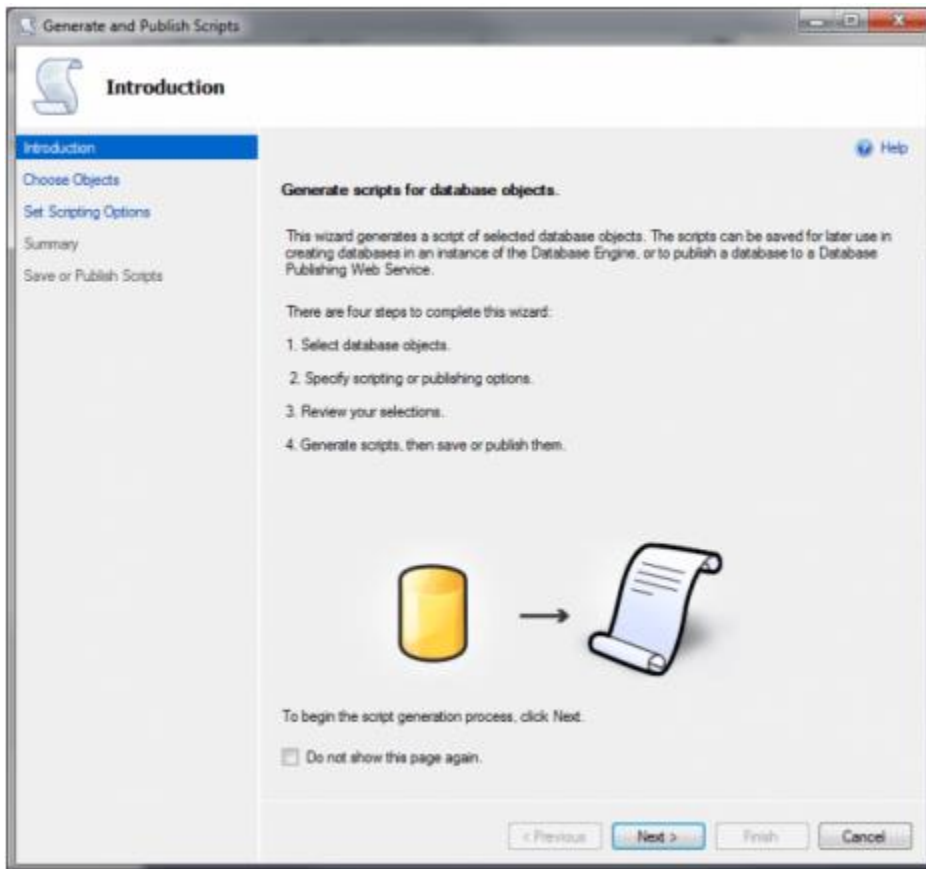 Generate and Publish Scripts
Introduction
Introduction
Help
Choose Objects
Generate scripts for database objects.
Set Scripting Options
This wizard generates a script of selected database objects. The scripts can be saved for later use in
Summary
creating databases in an instance of the Database Engine, or to publish a database to a Database
Publishing Web Service.
Save or Publish Scripts
There are four steps to complete this wizard:
1. Select database objects.
2. Specify scripting or publishing options.
3. Review your selections.
4. Generate scripts, then save or publish them.
To begin the script generation process, click Next.
Do not show this page again.
< Previous
Next >
Finish
Cancel